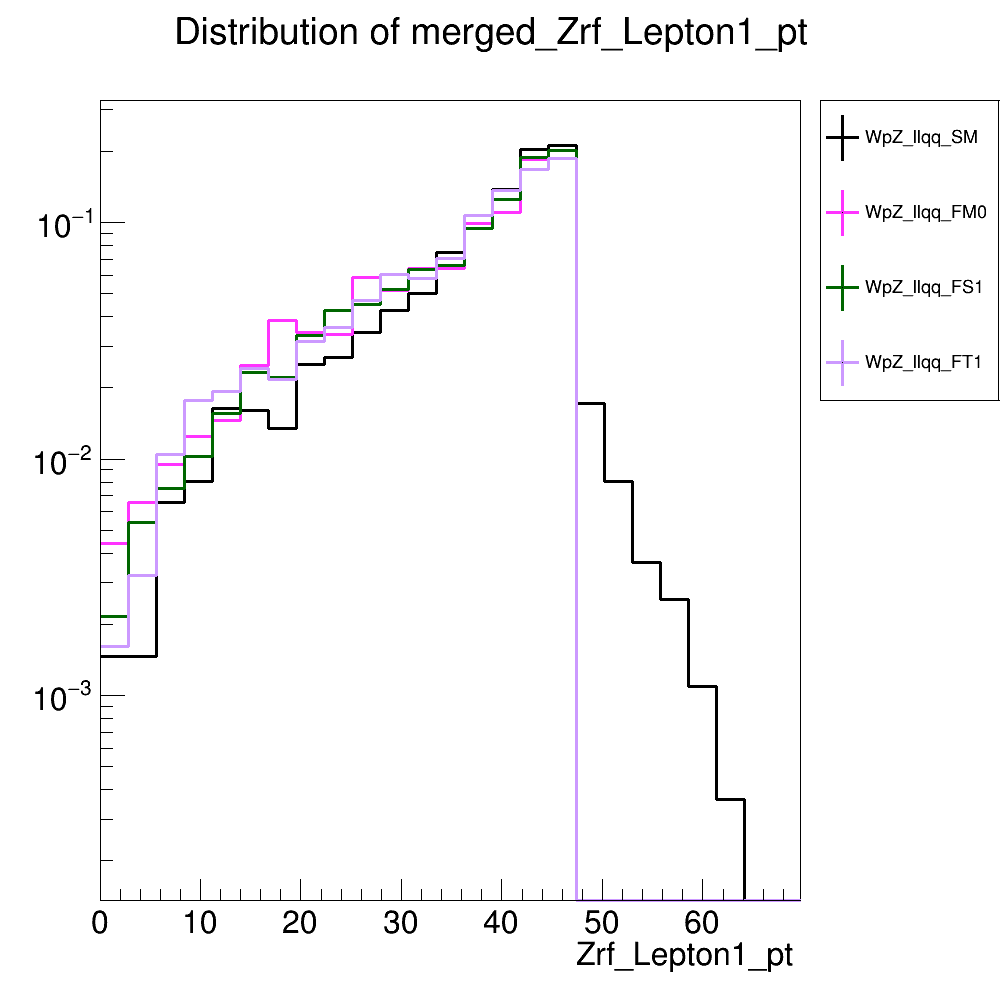 Distribution of merged_Zrf_Lepton1_pt
WpZ_llqq_SM
WpZ_llqq_FM0
WpZ_llqq_FS1
WpZ_llqq_FT1
10⁻¹
10⁻²
10⁻³
0 10 20 30 40 50 60
Zrf_Lepton1_pt